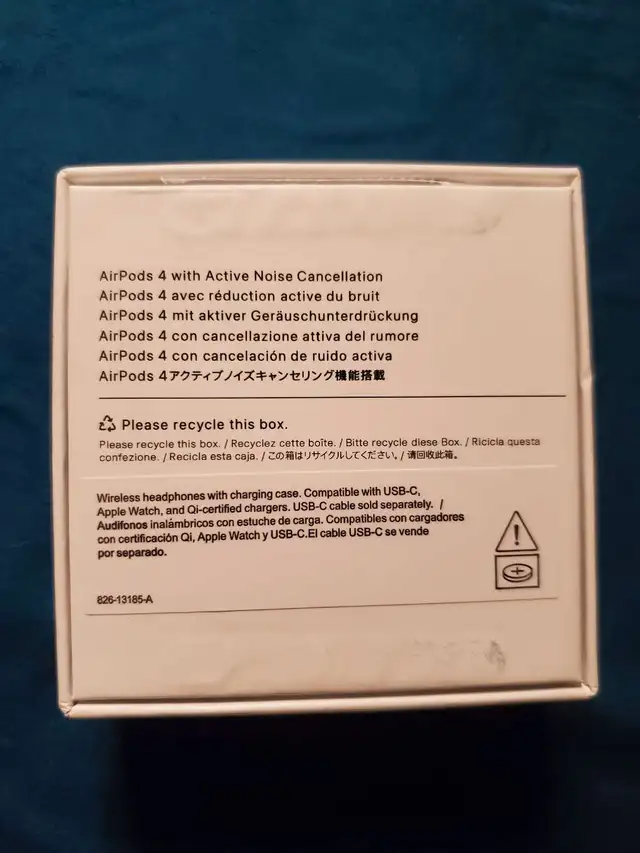 AirPods 4 with Active Noise Cancellation
AirPods 4 avec réduction active du bruit
AirPods 4 mit aktiver Geräuschunterdrückung
AirPods 4 con cancellazione attiva del rumore
AirPods 4 con cancelación de ruido activa
AirPods 4アクティブノイズキャンセリング機能搭載
Please recycle this box.
Please recycle this box. / Recyclez cette boîte. / Bitte recycle diese Box. / Ricicla questa
confezione. / Recicla esta caja. / この箱はリサイクルしてください。/ 请回收此箱。
Wireless headphones with charging case. Compatible with USB-C,
Apple Watch, and Qi-certified chargers. USB-C cable sold separately. /
Audífonos inalámbricos con estuche de carga. Compatibles con cargadores
con certificación Qi, Apple Watch y USB-C.El cable USB-C se vende
por separado.
826-13185-A